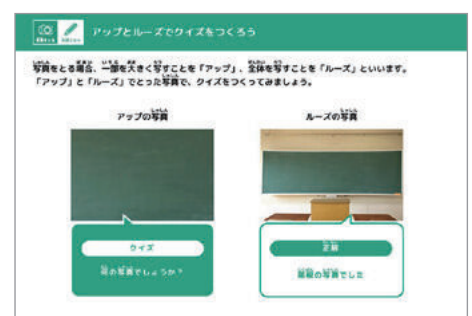 アップとルーズでクイズをつくろう
写真をとる場合、一部を大きく写すことを「アップ」、全体を写すことを「ルーズ」といいます。
「アップ」と「ルーズ」でとった写真で、クイズをつくってみましょう。
アップの写真
ルーズの写真
クイズ
何の写真でしょうか?
正解
黒板の写真でした